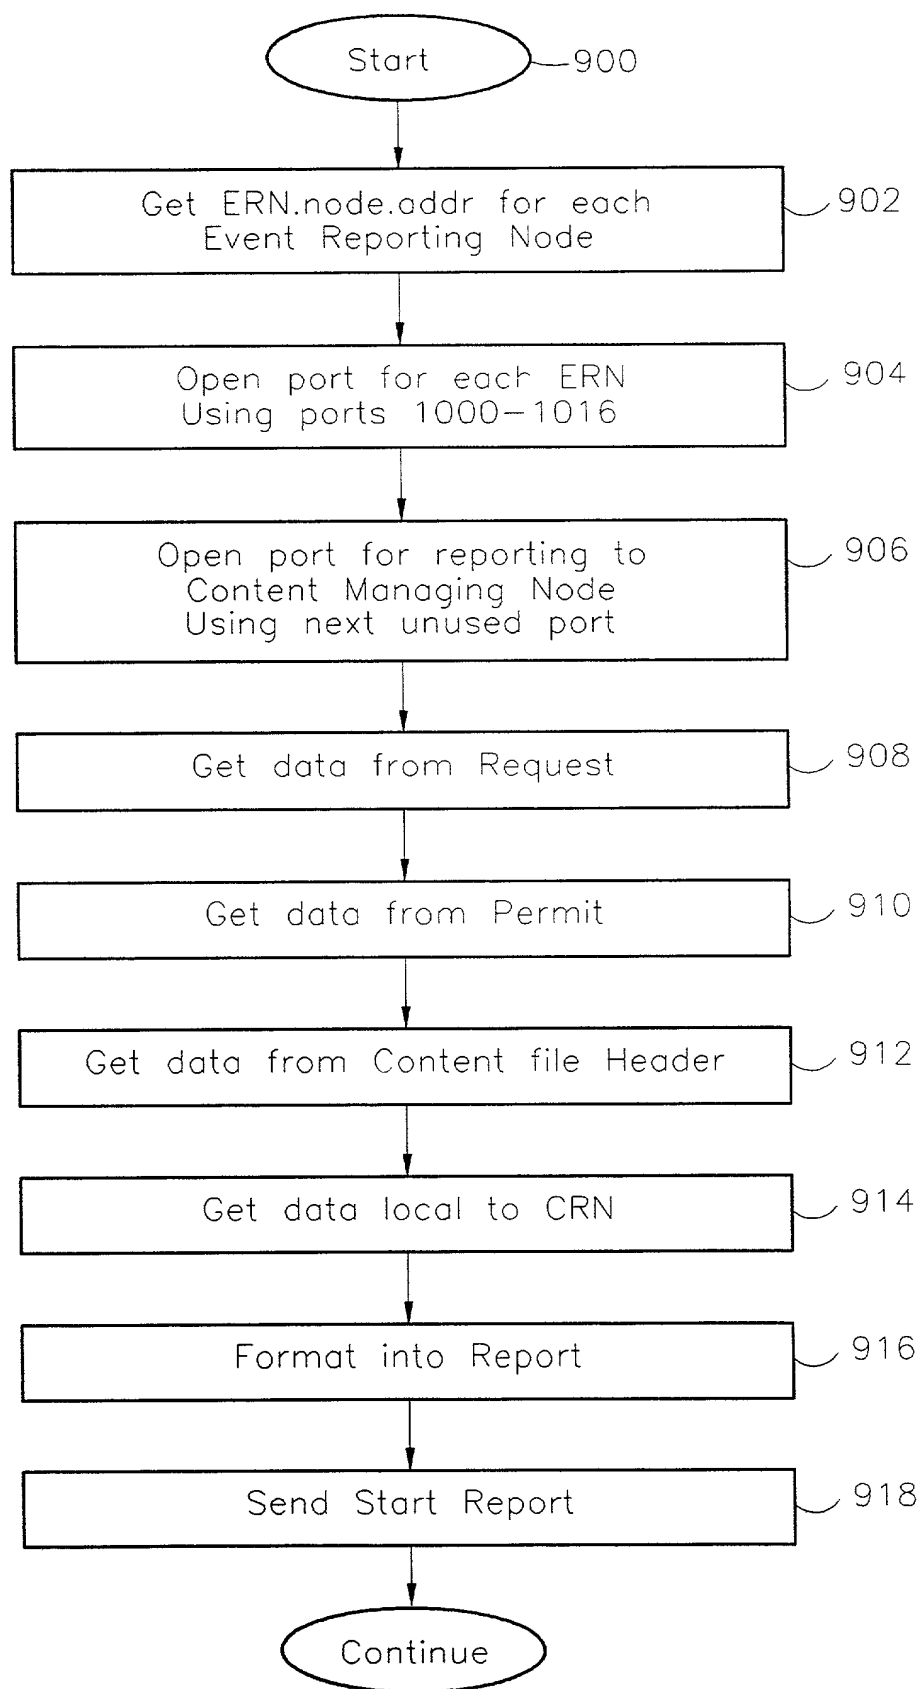 Start
900
Get ERN.node.addr for each
Event Reporting Node
902
Open port for each ERN
Using ports 1000-1016
904
Open port for reporting to
Content Managing Node
Using next unused port
906
Get data from Request
908
Get data from Permit
910
Get data from Content file Header
912
Get data local to CRN
914
Format into Report
916
Send Start Report
918
Continue